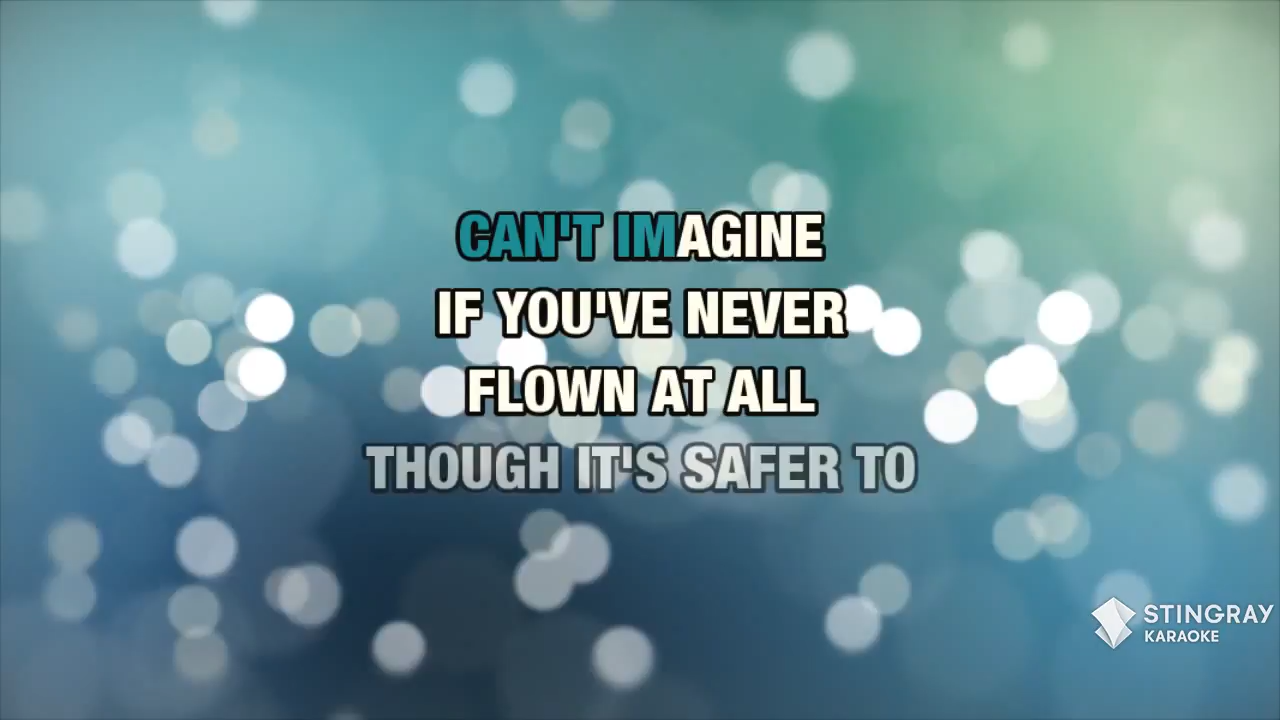 CAN'T IMAGINE
IF YOU'VE NEVER
FLOWN AT ALL
THOUGH IT'S SAFER TO
STINGRAY
KARAOKE